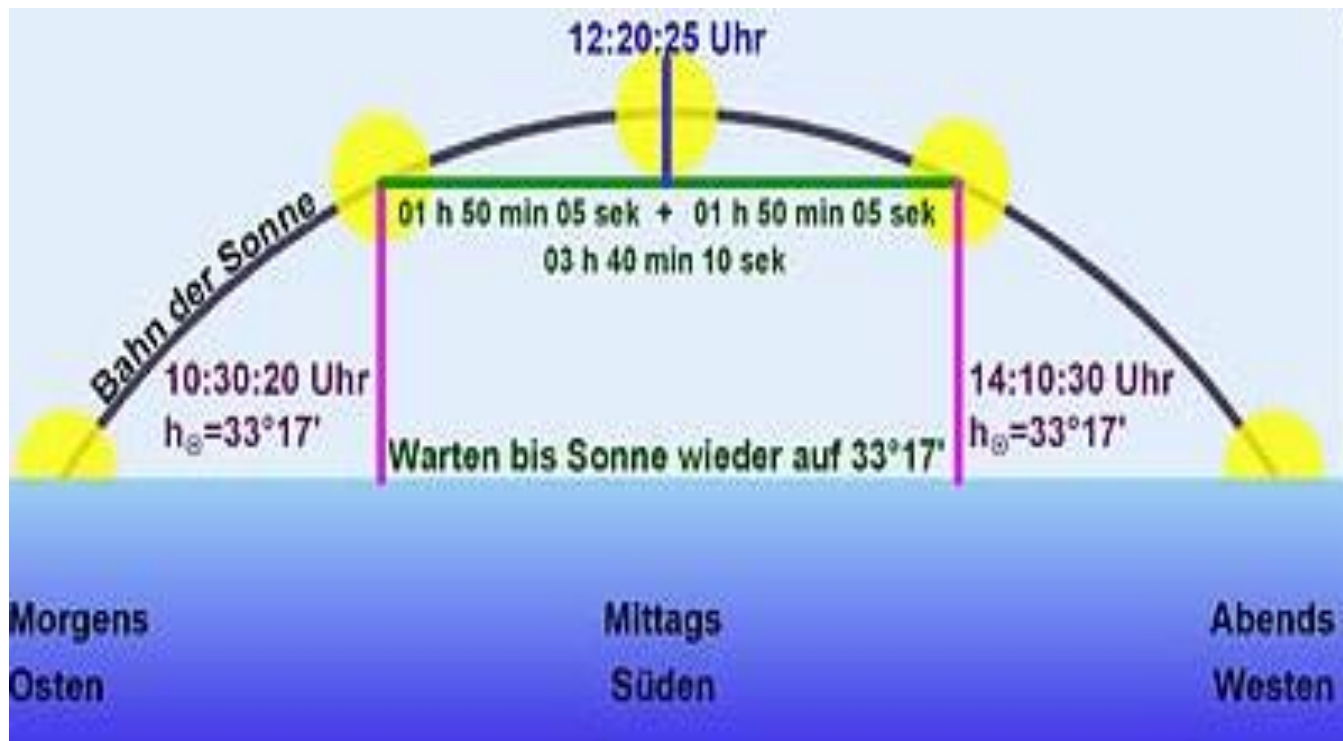 12:20:25 Uhr
Bahn der Sonne
01 h 50 min 05 sek + 01 h 50 min 05 sek
03 h 40 min 10 sek
10:30:20 Uhr
h☉=33°17'
14:10:30 Uhr
h☉=33°17'
Warten bis Sonne wieder auf 33°17'
Morgens
Mittags
Abends
Osten
Süden
Westen